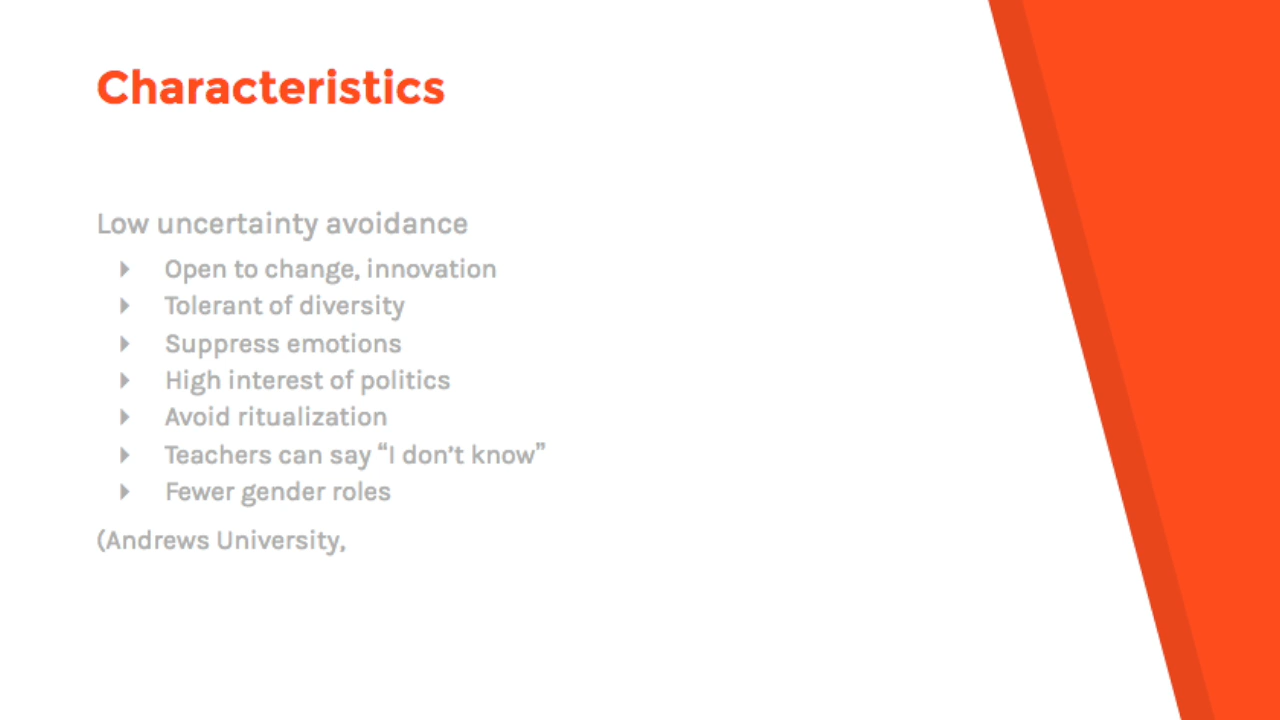 Characteristics
Low uncertainty avoidance
Open to change, innovation
Tolerant of diversity
Suppress emotions
High interest of politics
Avoid ritualization
Teachers can say “I don’t know”
Fewer gender roles
(Andrews University,